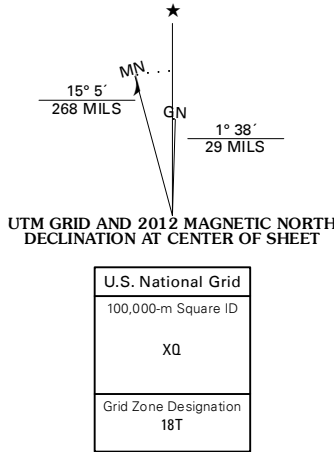 ★
MN
15° 5´
268 MILS
GN
1° 38´
29 MILS
UTM GRID AND 2012 MAGNETIC NORTH
DECLINATION AT CENTER OF SHEET
U.S. National Grid
100,000-m Square ID
XQ
Grid Zone Designation
18T